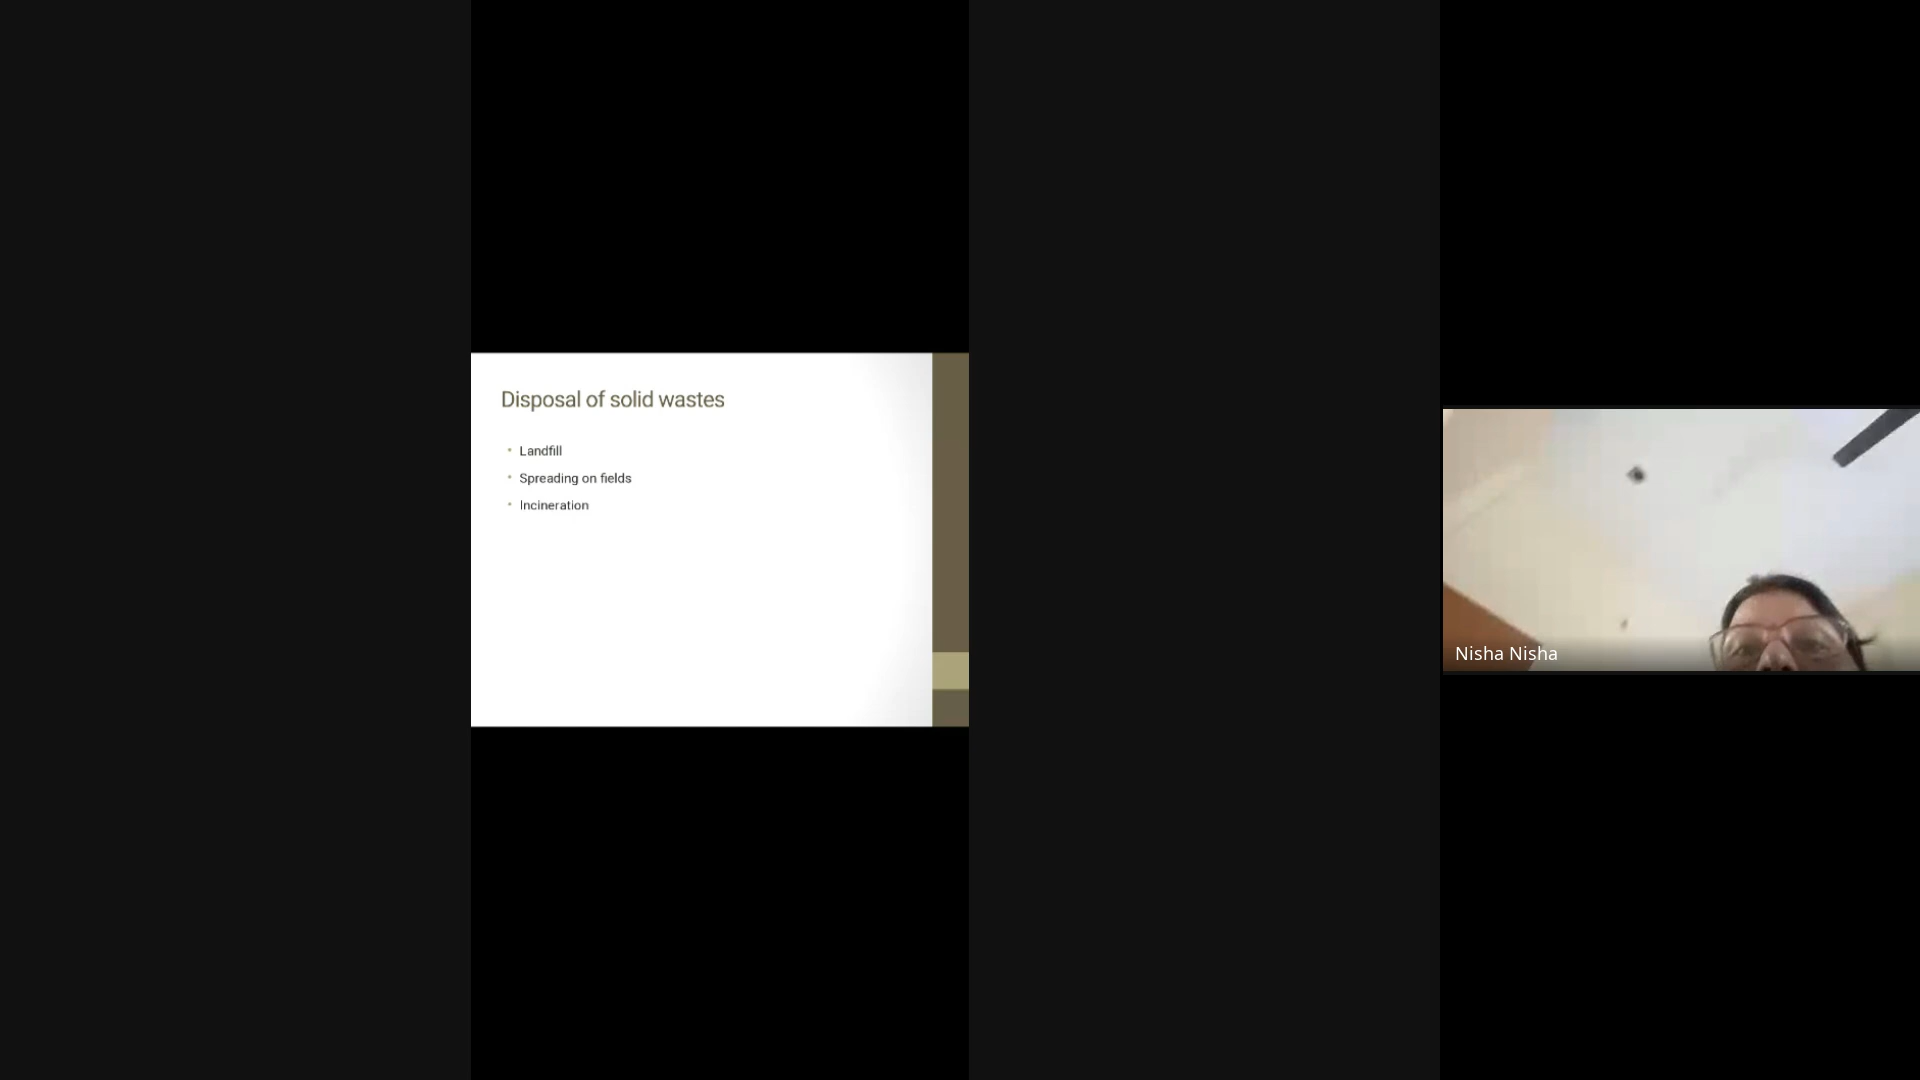 Disposal of solid wastes
• Landfill
• Spreading on fields
• Incineration
Nisha Nisha